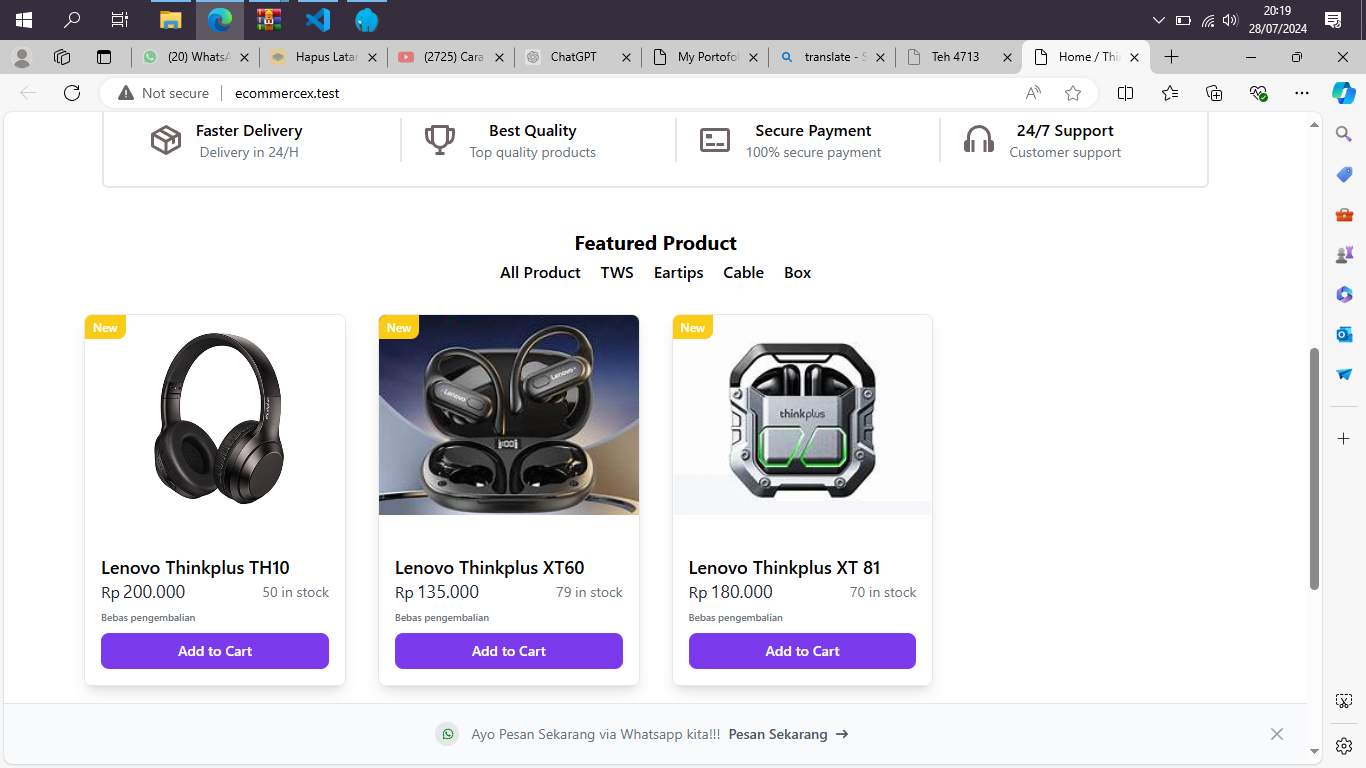 20:19
28/07/2024
(20) WhatsA
Hapus Latar
(2725) Cara
ChatGPT
My Portofol
translate - S
Teh 4713
Home / Thin
Not secure
ecommercex.test
Faster Delivery
Delivery in 24/H
Best Quality
Top quality products
Secure Payment
100% secure payment
24/7 Support
Customer support
Featured Product
All Product TWS Eartips Cable Box
New
New
New
Lenovo
Lenovo
thinkplus
Lenovo Thinkplus TH10
Rp 200.000 50 in stock
Bebas pengembalian
Add to Cart
Lenovo Thinkplus XT60
Rp 135.000 79 in stock
Bebas pengembalian
Add to Cart
Lenovo Thinkplus XT 81
Rp 180.000 70 in stock
Bebas pengembalian
Add to Cart
Ayo Pesan Sekarang via Whatsapp kita!!! Pesan Sekarang →